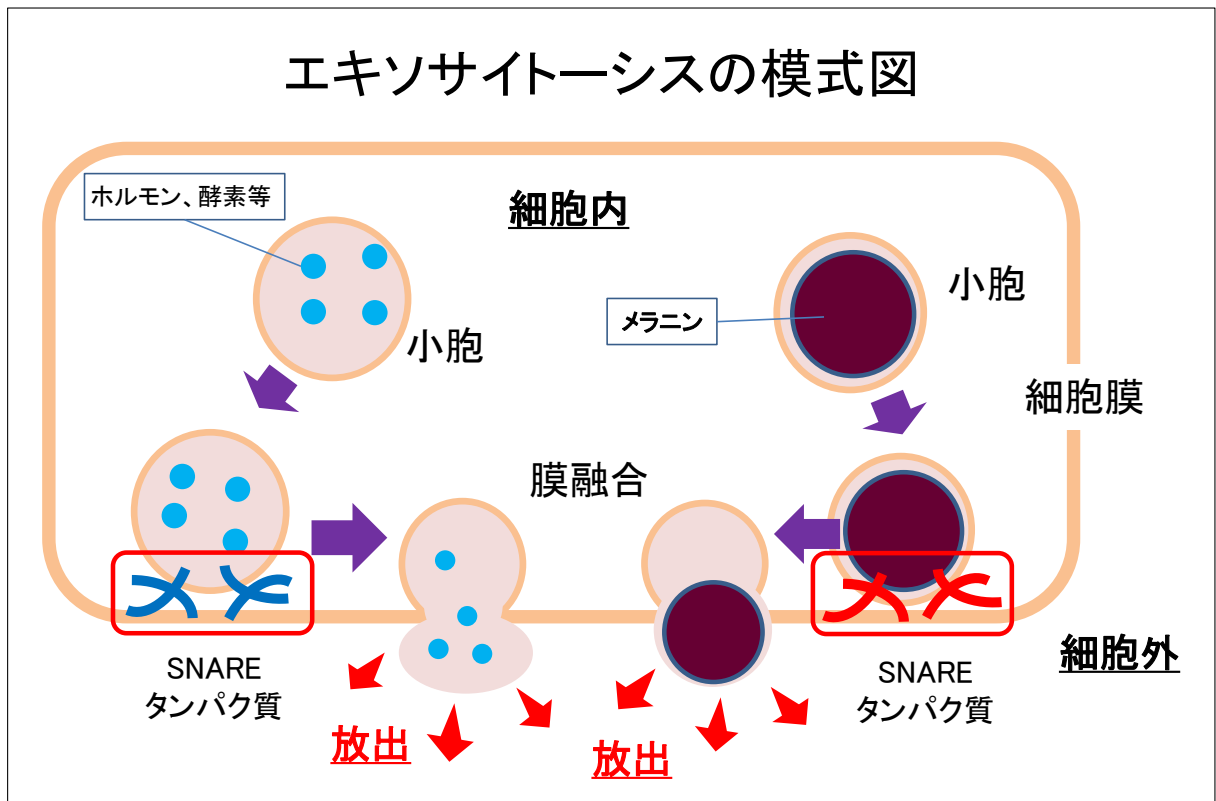 エキソサイトーシスの模式図
ホルモン、酵素等
細胞内
小胞
メラニン
小胞
細胞膜
膜融合
細胞外
SNARE
タンパク質
SNARE
タンパク質
放出
放出